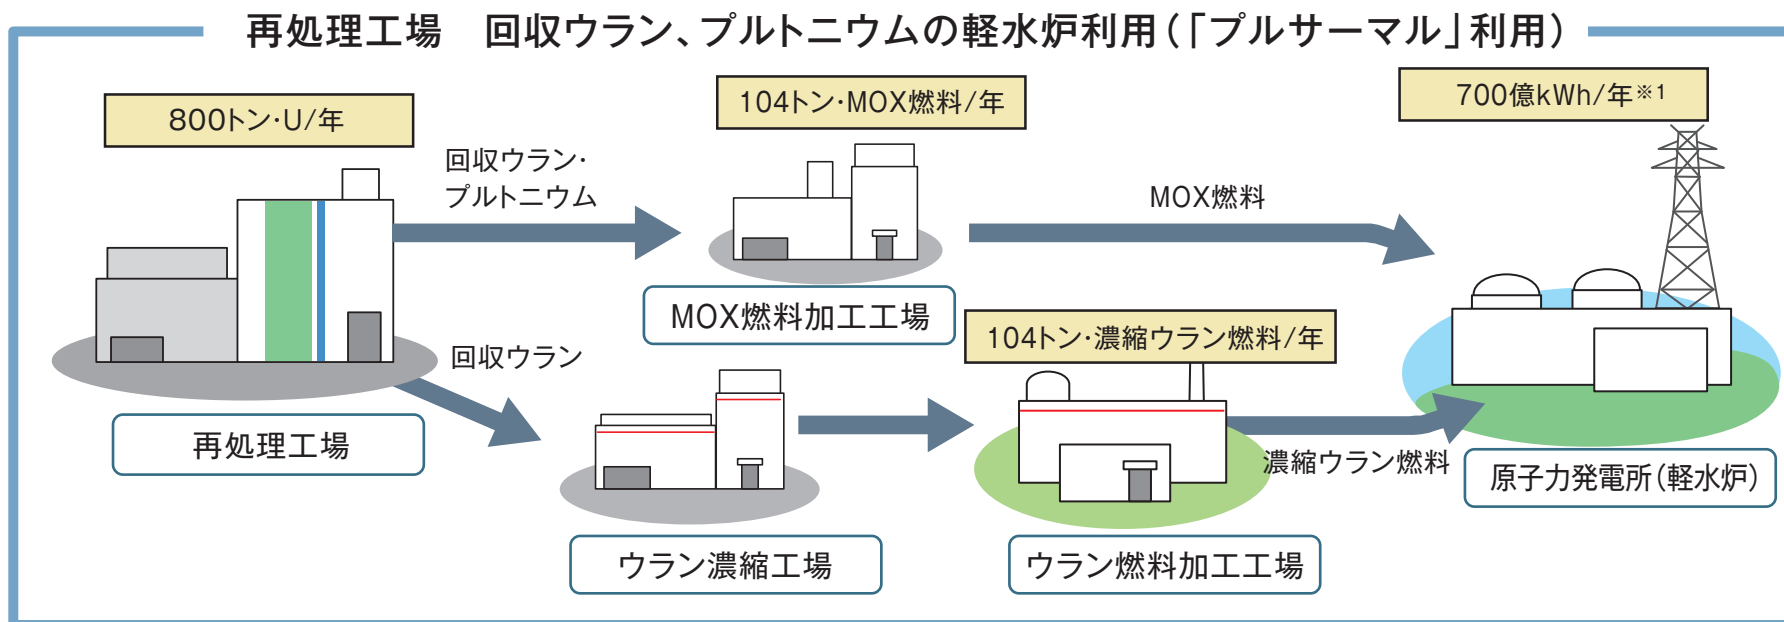 再処理工場　回収ウラン、プルトニウムの軽水炉利用(「プルサーマル」利用)
800トン・U/年
104トン・MOX燃料/年
700億kWh/年※1
回収ウラン・
プルトニウム
MOX燃料
MOX燃料加工工場
104トン・濃縮ウラン燃料/年
回収ウラン
再処理工場
濃縮ウラン燃料
原子力発電所(軽水炉)
ウラン濃縮工場
ウラン燃料加工工場